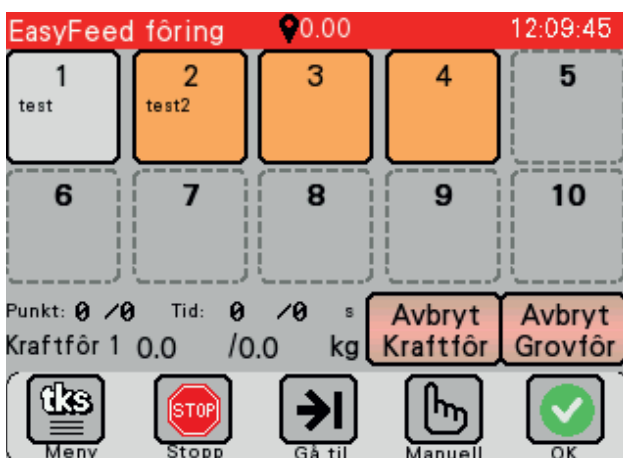 EasyFeed fôring 0.00 12:09:45
1 2 3 4 5
test test2
6 7 8 9 10
Punkt: 0 /0 Tid: 0 /0 s
Kraftfôr 1 0.0 /0.0 kg
Avbryt Kraftfôr
Avbryt Grovfôr
tks STOP
Meny Stopp Gå til Manuell OK